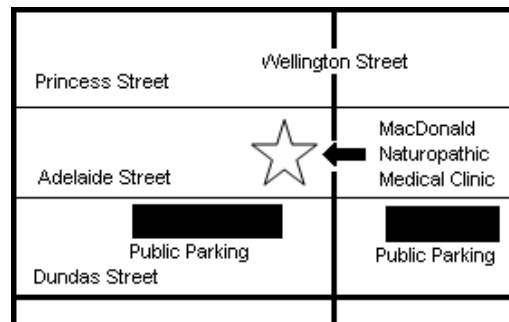 Wellington Street
Princess Street
MacDonald
Naturopathic
Medical Clinic
Adelaide Street
Public Parking
Public Parking
Dundas Street